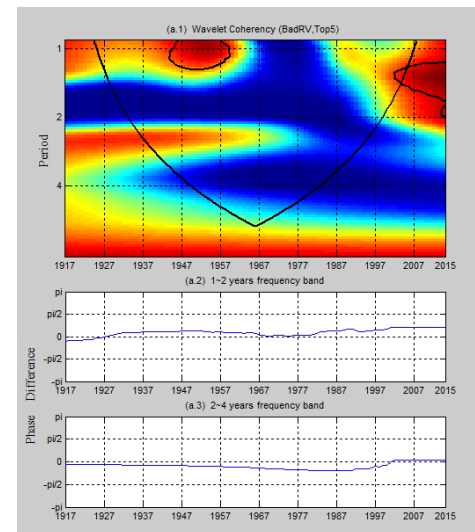 (a.1) Wavelet Coherency (BadRV,Top5)
1
2
4
Period
1917 1927 1937 1947 1957 1967 1977 1987 1997 2007 2015
(a.2) 1~2 years frequency band
pi
pi/2
0
-pi/2
-pi
1917 1927 1937 1947 1957 1967 1977 1987 1997 2007 2015
Phase Difference
(a.3) 2~4 years frequency band
pi
pi/2
0
-pi/2
-pi
1917 1927 1937 1947 1957 1967 1977 1987 1997 2007 2015